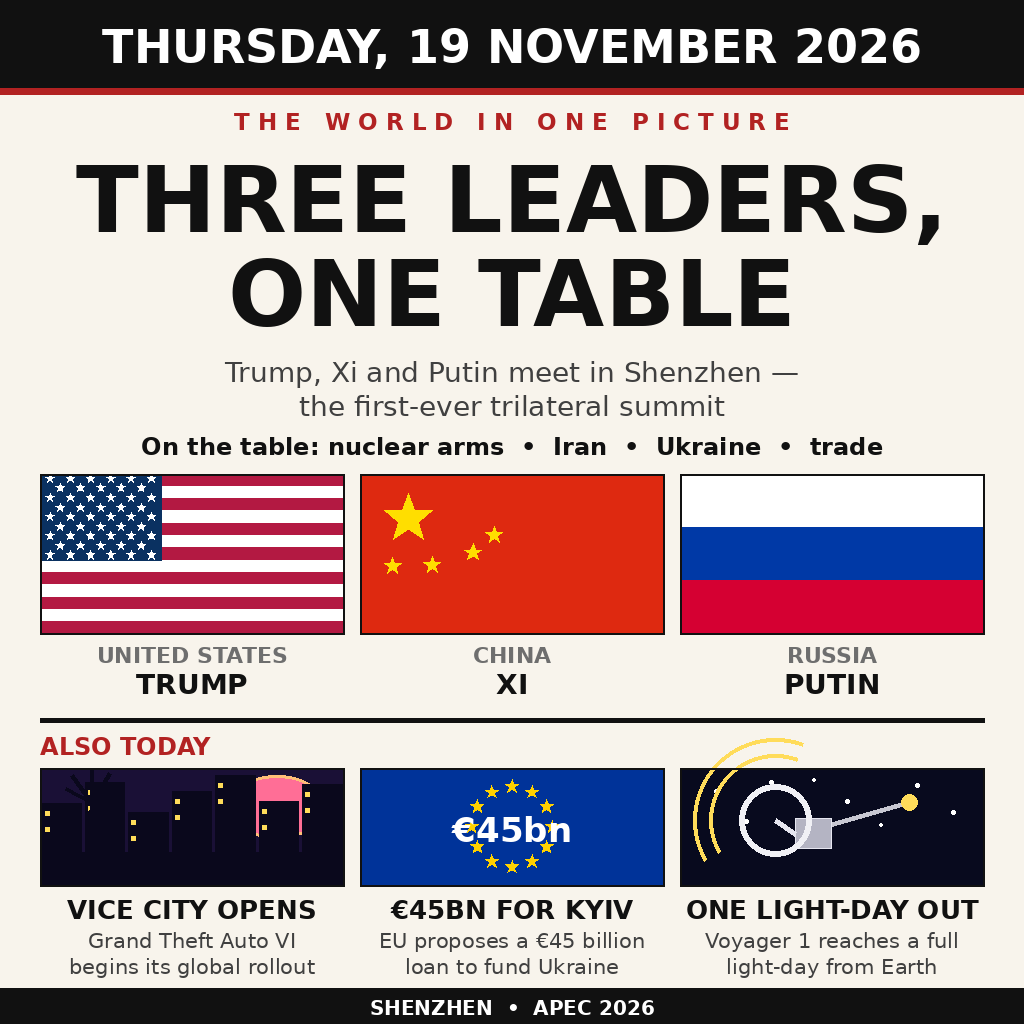 THURSDAY, 19 NOVEMBER 2026
THE WORLD IN ONE PICTURE
THREE LEADERS,
ONE TABLE
Trump, Xi and Putin meet in Shenzhen —
the first-ever trilateral summit
On the table: nuclear arms • Iran • Ukraine • trade
UNITED STATES
TRUMP
CHINA
XI
RUSSIA
PUTIN
ALSO TODAY
€45bn
VICE CITY OPENS
Grand Theft Auto VI
begins its global rollout
€45BN FOR KYIV
EU proposes a €45 billion
loan to fund Ukraine
ONE LIGHT-DAY OUT
Voyager 1 reaches a full
light-day from Earth
SHENZHEN • APEC 2026